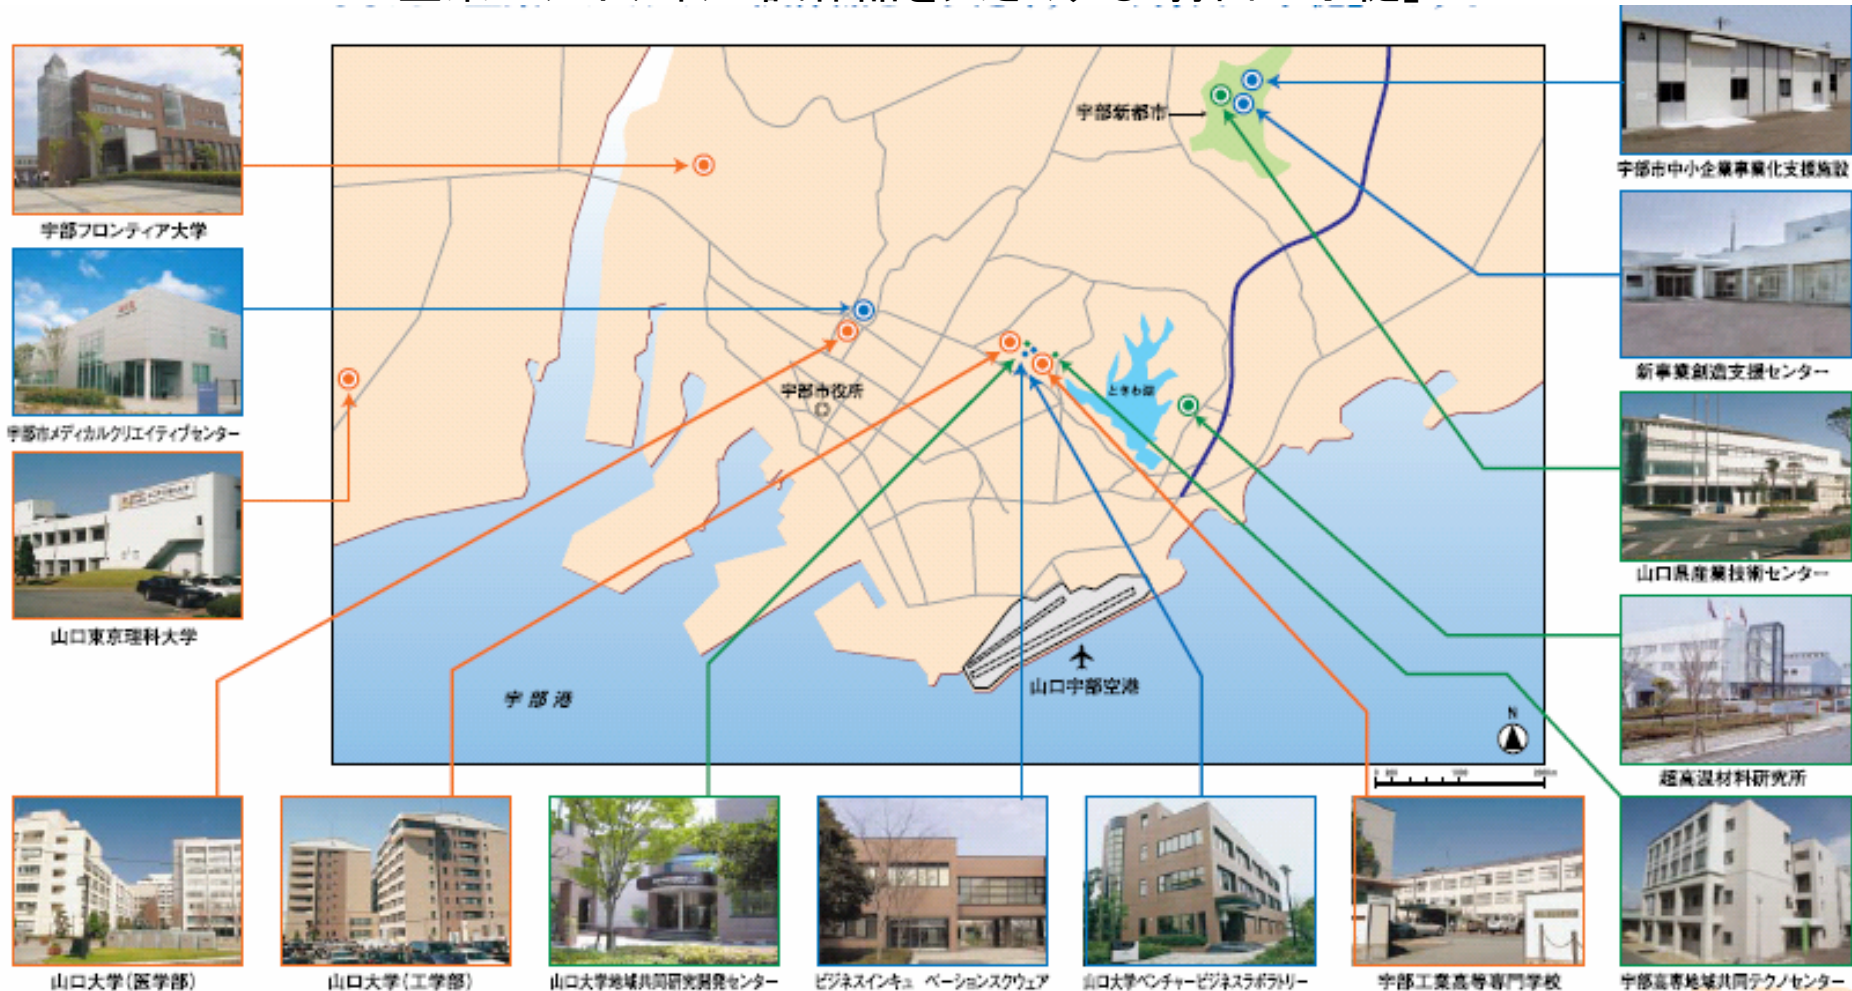 宇部新都市
宇部市中小企業事業化支援施設
宇部フロンティア大学
新事業創造支援センター
宇部市役所
ときわ湖
宇部市メディカルクリエイティブセンター
山口県産業技術センター
山口東京理科大学
山口宇部空港
宇部港
N
超高温材料研究所
山口大学(医学部)
山口大学(工学部)
山口大学地域共同研究開発センター
ビジネスインキュ ベーションスクウェア
山口大学ベンチャービジネスラボラトリー
宇部工業高等専門学校
宇部高専地域共同テクノセンター